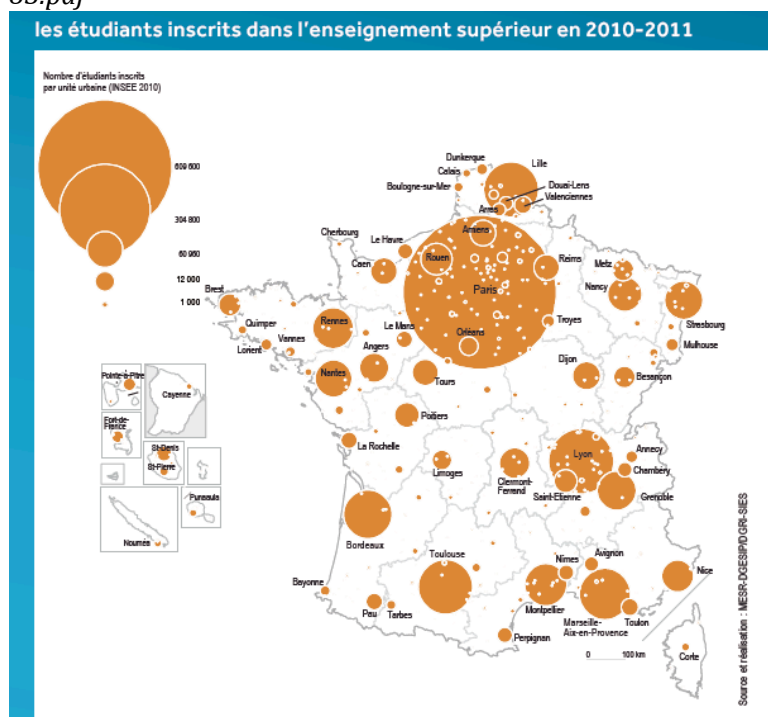 03.pdf
les étudiants inscrits dans l'enseignement supérieur en 2010-2011
Nombre d'étudiants inscrits
par unité urbaine (INSEE 2010)
609 600
304 800
60 960
12 000
1 000
Dunkerque
Lille
Calais
Douai-Lens
Boulogne-sur-Mer
Valenciennes
Arras
Amiens
Cherbourg
Le Havre
Rouen
Reims
Metz
Caen
Paris
Nancy
Brest
Strasbourg
Rennes
Troyes
Quimper
Le Mans
Orléans
Mulhouse
Vannes
Lorient
Angers
Dijon
Besançon
Nantes
Tours
Pointe-à-Pitre
Cayenne
Poitiers
Fort-de-
France
La Rochelle
Lyon
Annecy
St-Denis
Limoges
Chambéry
St-Pierre
Clermont-
Ferrand
Saint-Etienne
Grenoble
Punaauia
Nouméa
Bordeaux
Toulouse
Nîmes
Avignon
Nice
Bayonne
Montpellier
Pau
Tarbes
Marseille-
Aix-en-Provence
Toulon
Perpignan
0 100 km
Corte
Source et réalisation : MESR-DGESIP/DGRI-SIES